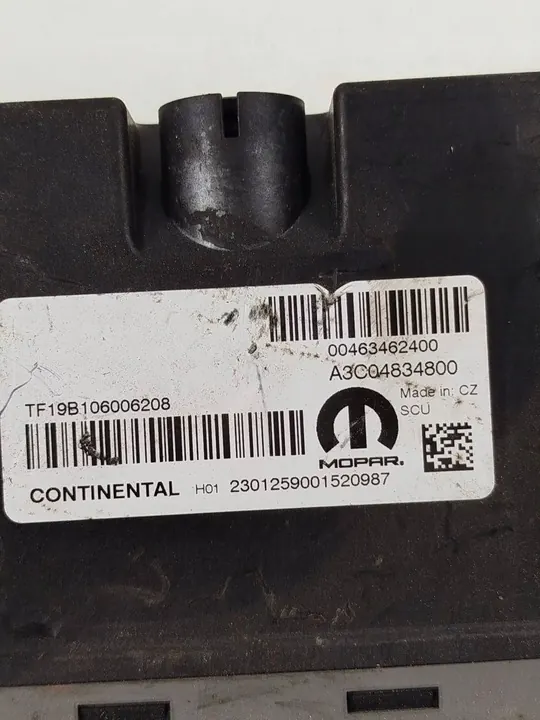 00463462400
A3C04834800
Made in: CZ
SCU
TF19B106006208
MOPAR.
CONTINENTAL H01 2301259001520987